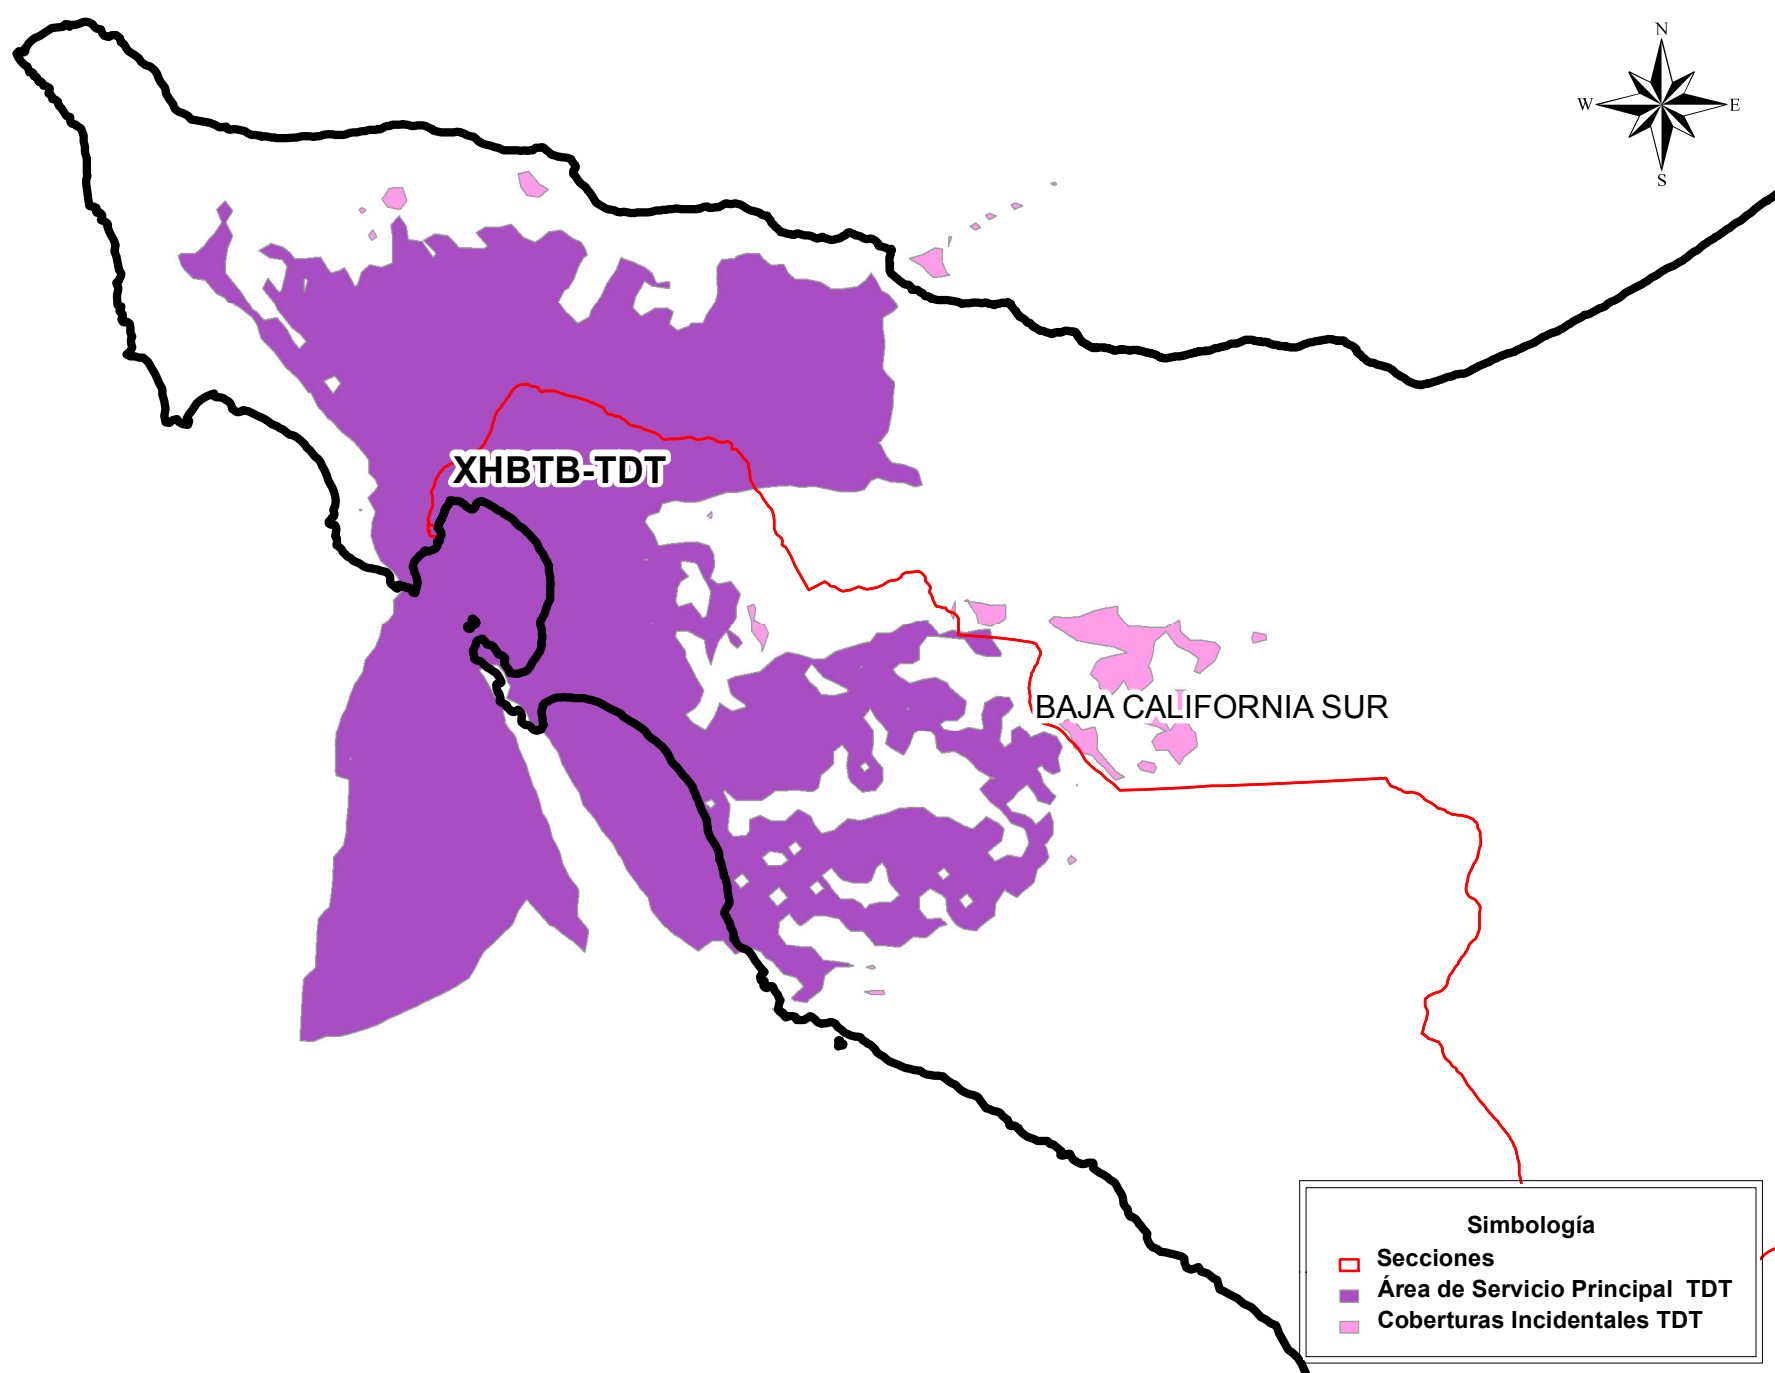 N
W E
S
XHBTB-TDT
BAJA CALIFORNIA SUR
Simbología
Secciones
Área de Servicio Principal TDT
Coberturas Incidentales TDT